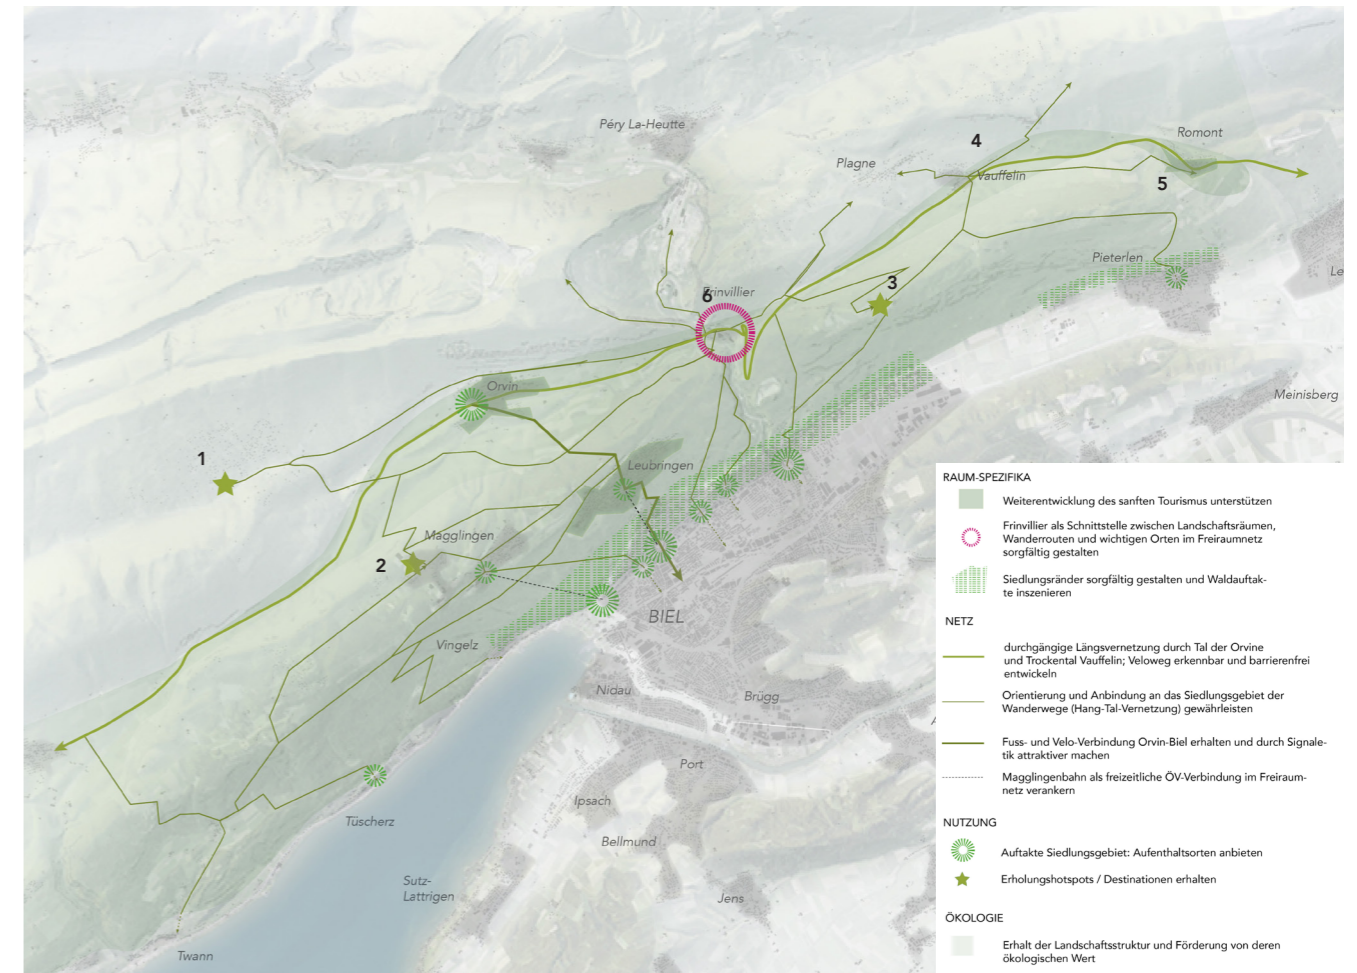 Péry La-Heutte
4
Romont
Plagne
Vauffelin
5
Pieterlen
Le
3
Frinvillier
6
Meinisberg
Orvin
1
Leubringen
Magglingen
2
BIEL
Vingelz
Nidau
Brügg
A
Port
Ipsach
Tüscherz
Bellmund
Sutz-
Lattrigen
Jens
Twann
RAUM-SPEZIFIKA
Weiterentwicklung des sanften Tourismus unterstützen
Frinvillier als Schnittstelle zwischen Landschaftsräumen,
Wanderrouten und wichtigen Orten im Freiraumnetz
sorgfältig gestalten
Siedlungsränder sorgfältig gestalten und Waldauftak-
te inszenieren
NETZ
durchgängige Längsvernetzung durch Tal der Orvine
und Trockental Vauffelin; Veloweg erkennbar und barrierenfrei
entwickeln
Orientierung und Anbindung an das Siedlungsgebiet der
Wanderwege (Hang-Tal-Vernetzung) gewährleisten
Fuss- und Velo-Verbindung Orvin-Biel erhalten und durch Signale-
tik attraktiver machen
Magglingenbahn als freizeitliche ÖV-Verbindung im Freiraum-
netz verankern
NUTZUNG
Auftakte Siedlungsgebiet: Aufenthaltsorten anbieten
Erholungshotspots / Destinationen erhalten
ÖKOLOGIE
Erhalt der Landschaftsstruktur und Förderung von deren
ökologischen Wert